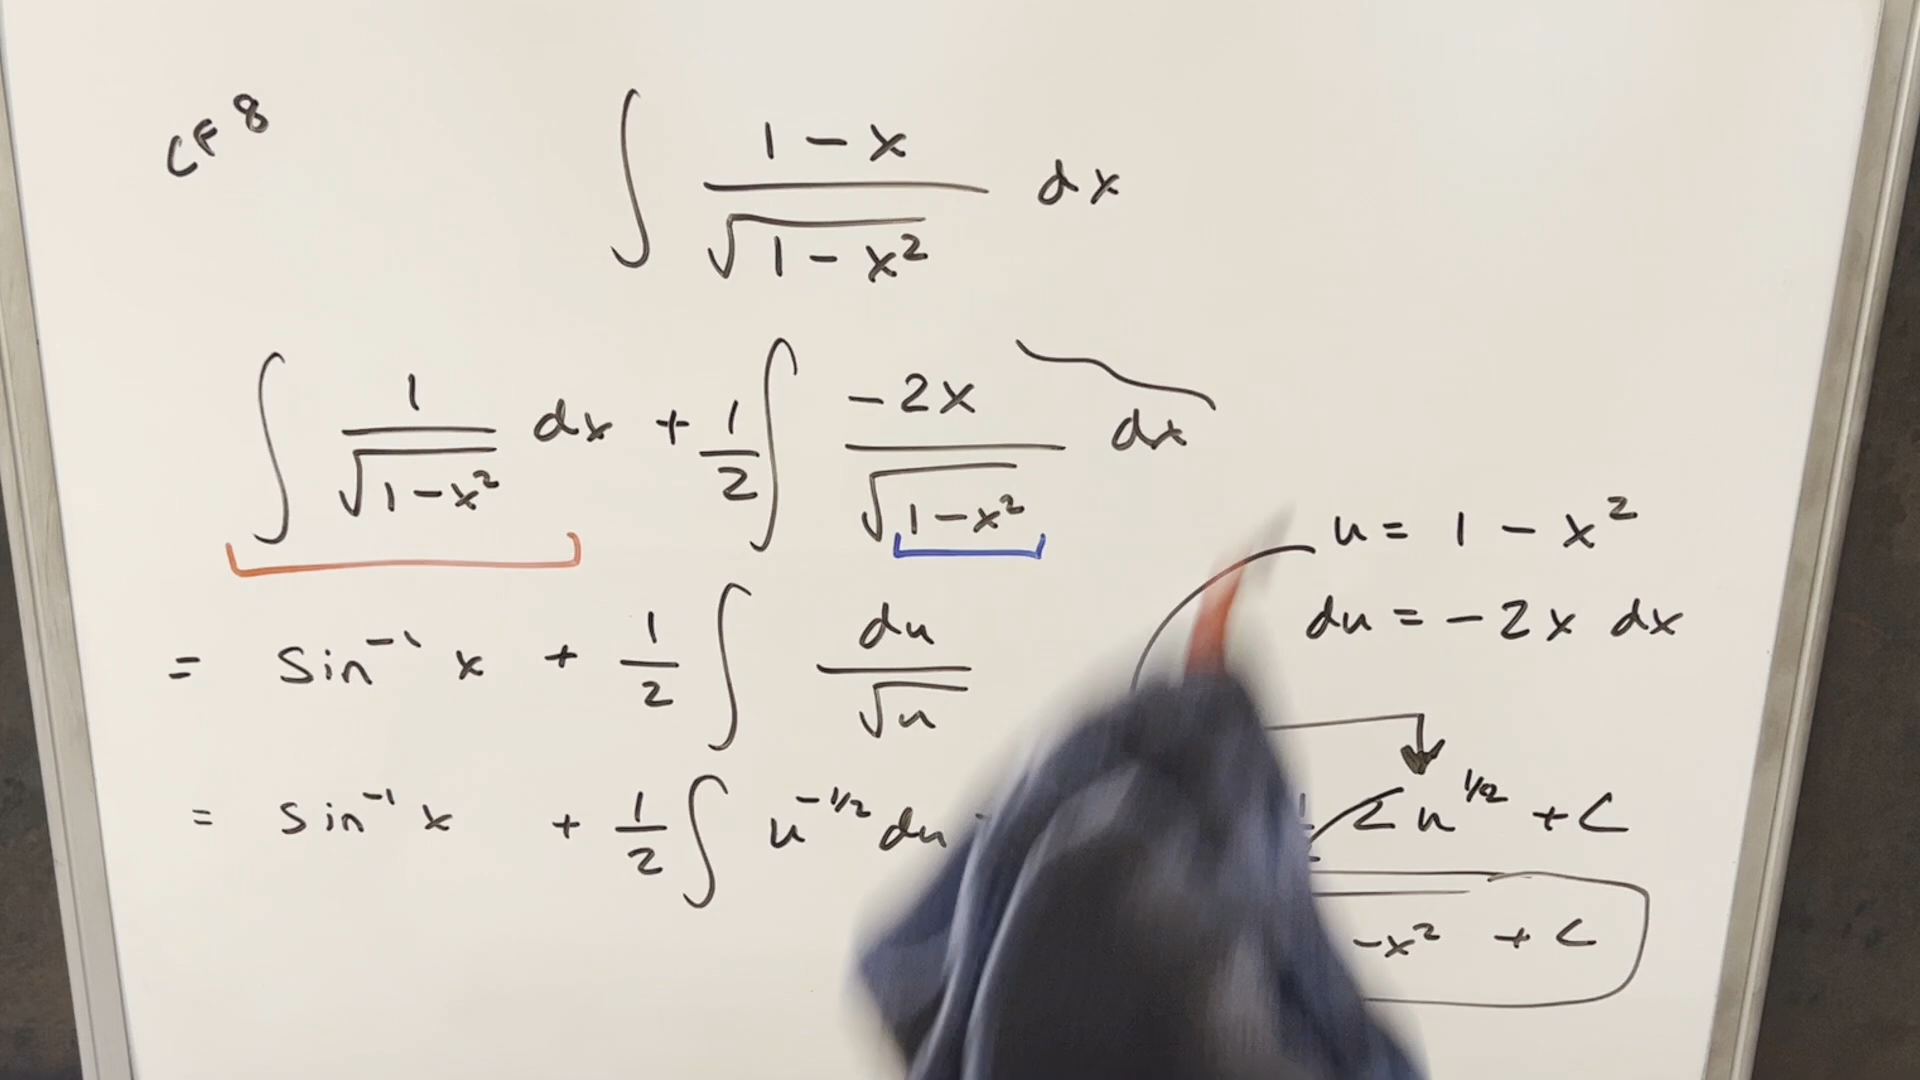 CF 8
∫ (1 - x)/√(1 - x²) dx
∫ 1/√(1-x²) dx + 1/2 ∫ -2x/√(1-x²) dx
u = 1 - x²
du = -2x dx
= sin⁻¹ x + 1/2 ∫ du/√u
= sin⁻¹ x + 1/2 ∫ u^(-1/2) du 2 u^(1/2) + C
-x² + C